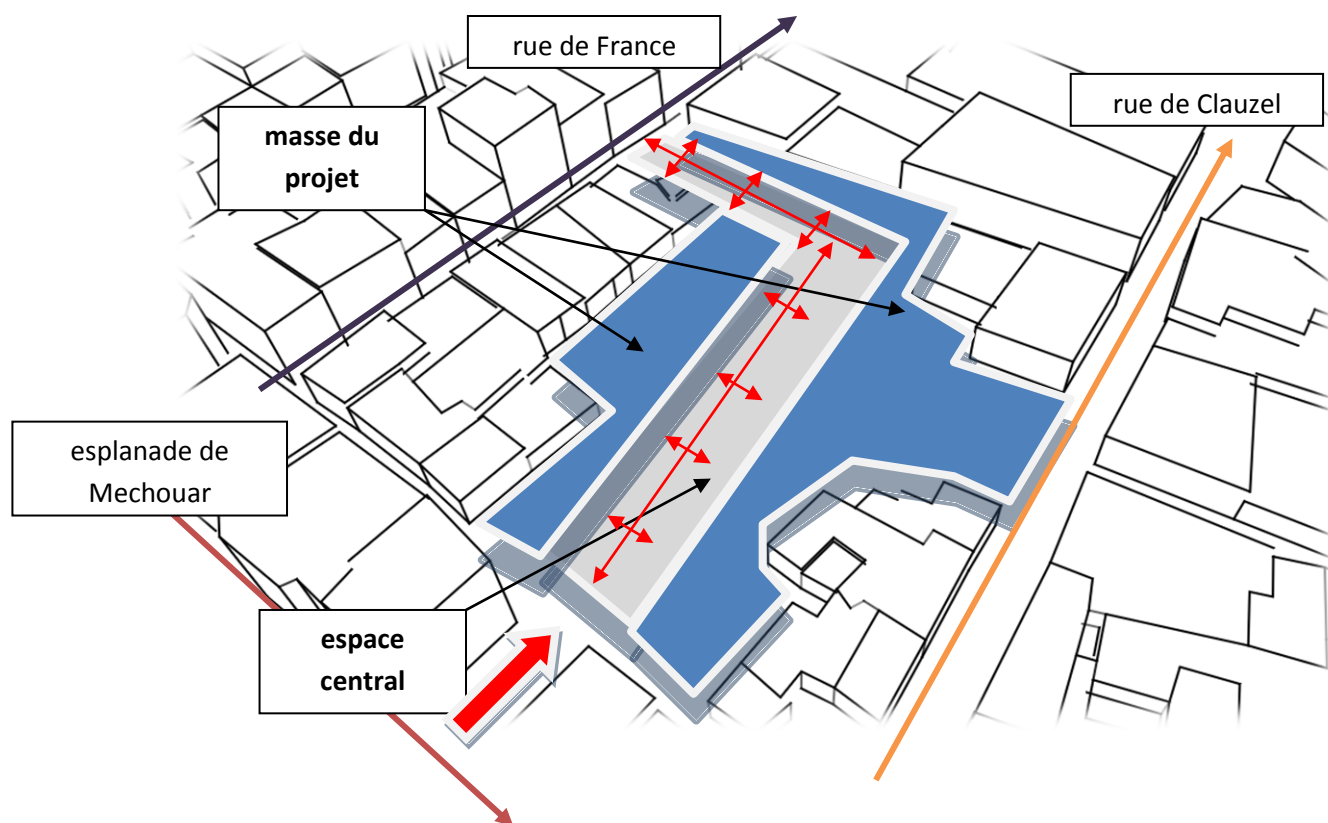 rue de France
rue de Clauzel
masse du
projet
esplanade de
Mechouar
espace
central